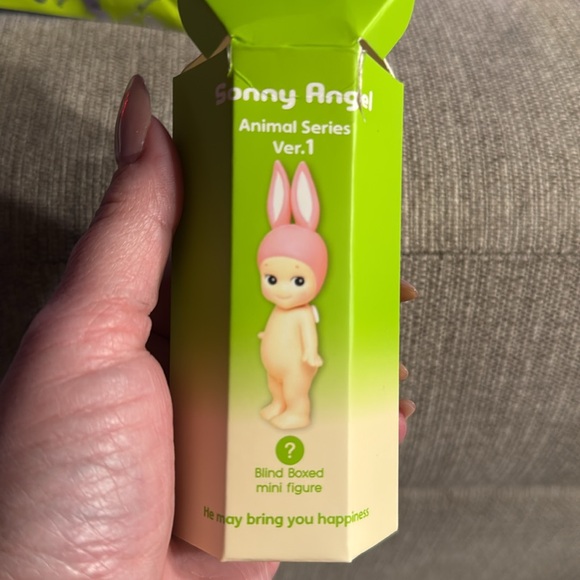 Sonny Angel
Animal Series
Ver.1
?
Blind Boxed
mini figure
He may bring you happiness